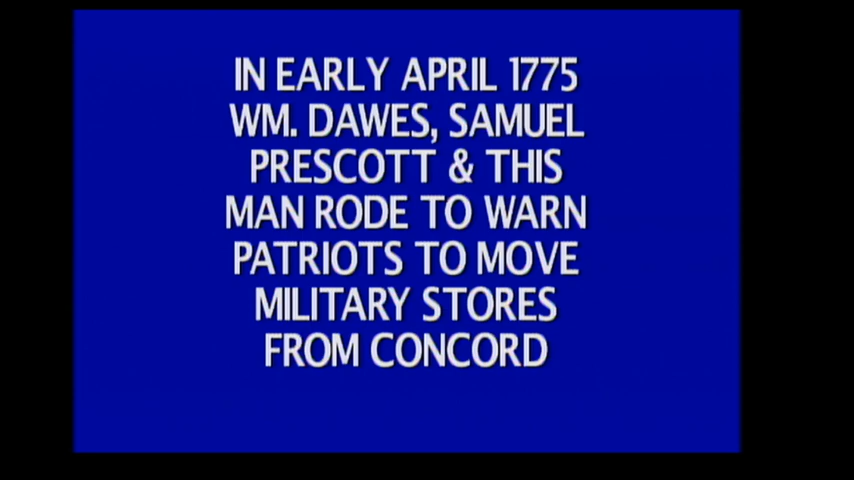 IN EARLY APRIL 1775
WM. DAWES, SAMUEL
PRESCOTT & THIS
MAN RODE TO WARN
PATRIOTS TO MOVE
MILITARY STORES
FROM CONCORD